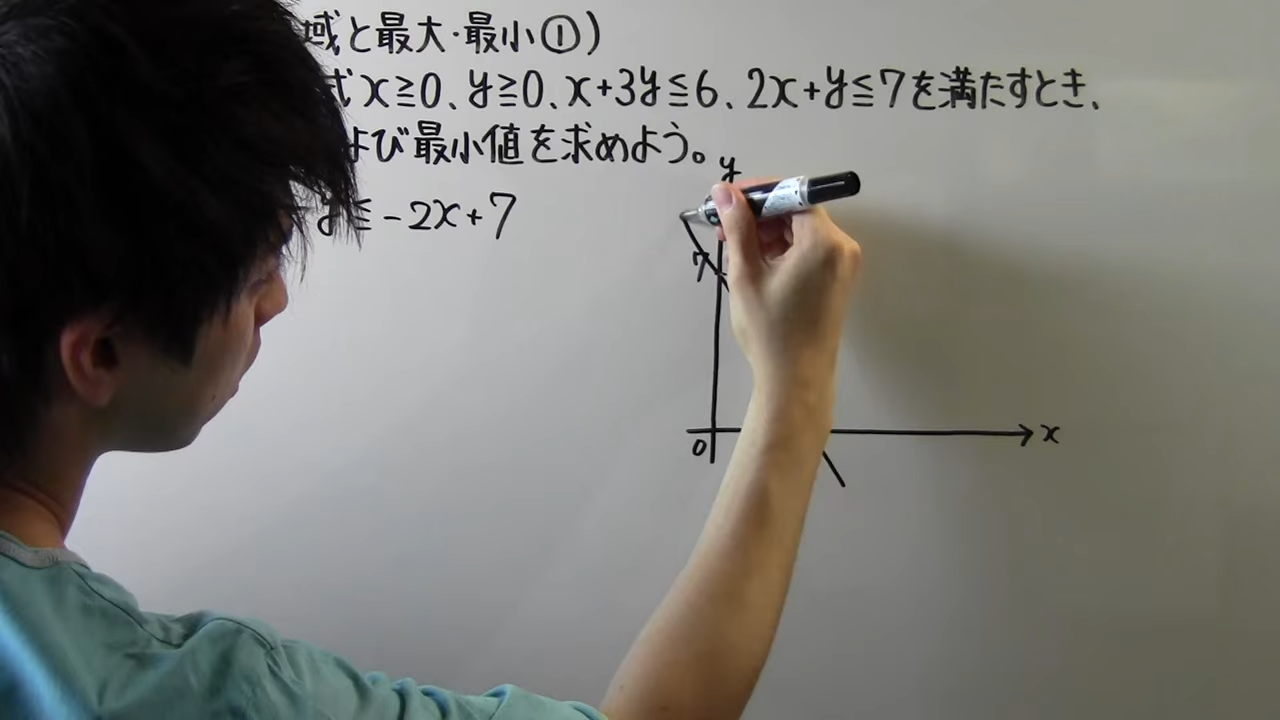 域と最大・最小①)
式x≧0、y≧0、x+3y≦6、2x+y≦7を満たすとき、
よび最小値を求めよう。
y≦-2x+7
y
7
0
x